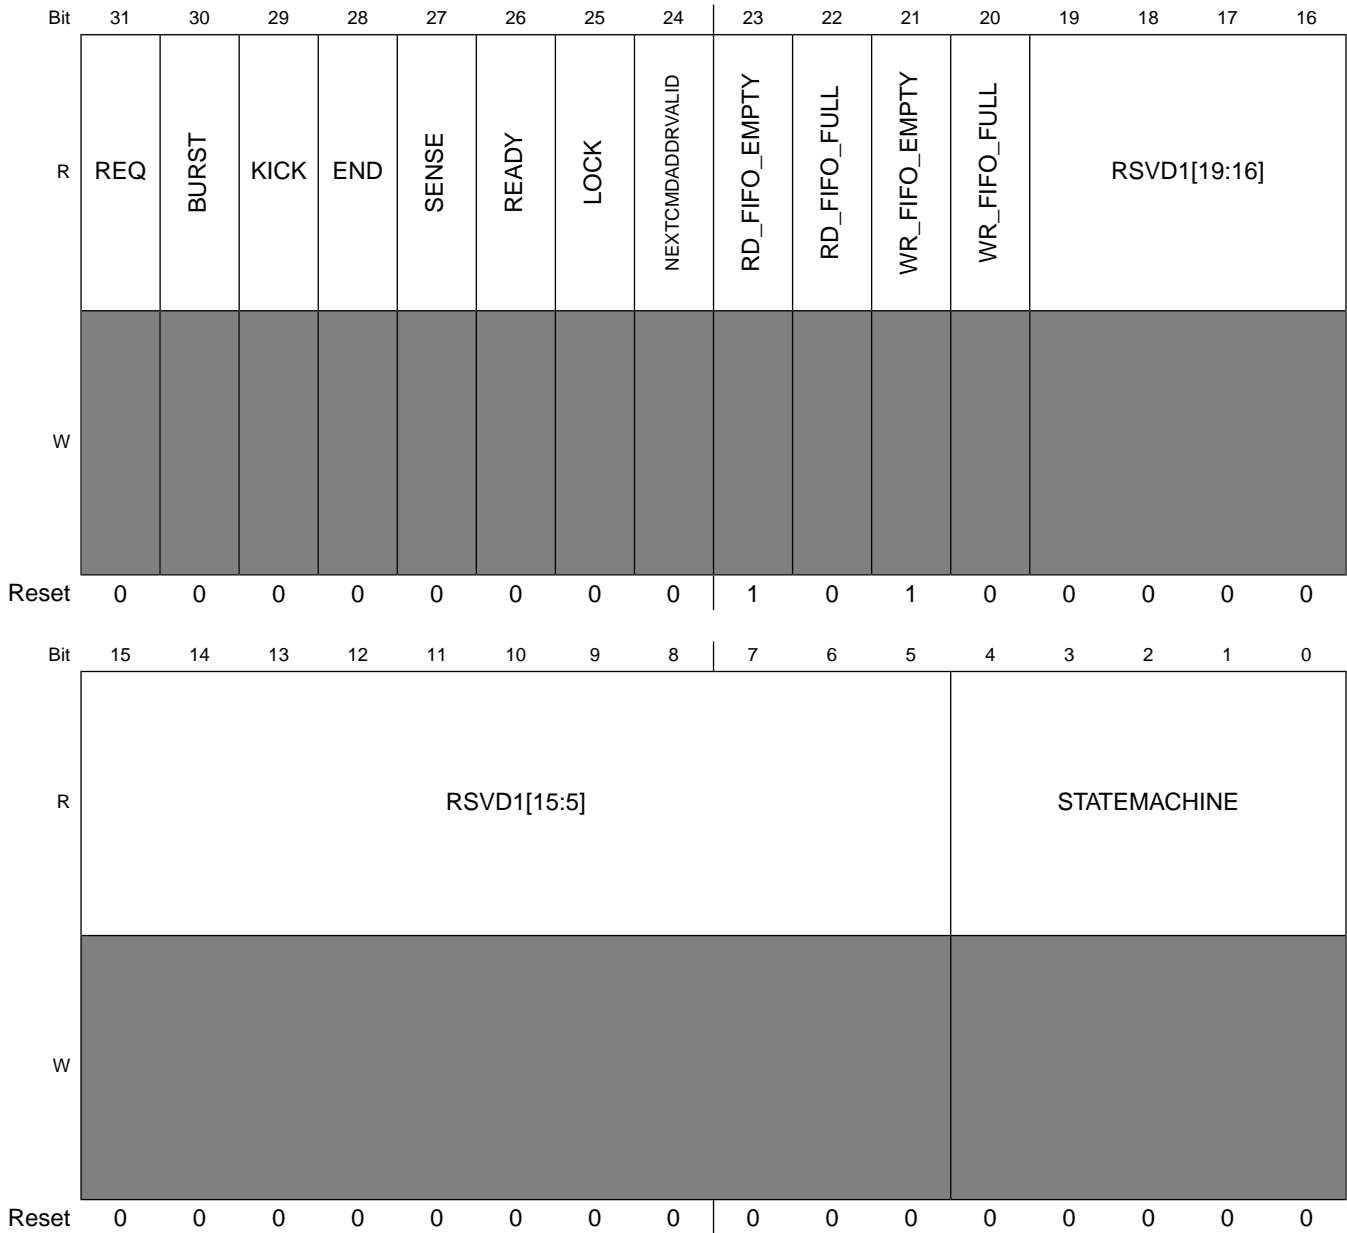 Bit 31 30 29 28 27 26 25 24 23 22 21 20 19 18 17 16
R REQ BURST KICK END SENSE READY LOCK NEXTCMDADDRVALID RD_FIFO_EMPTY RD_FIFO_FULL WR_FIFO_EMPTY WR_FIFO_FULL RSVD1[19:16]
W
Reset 0 0 0 0 0 0 0 0 1 0 1 0 0 0 0 0
Bit 15 14 13 12 11 10 9 8 7 6 5 4 3 2 1 0
R RSVD1[15:5] STATEMACHINE
W
Reset 0 0 0 0 0 0 0 0 0 0 0 0 0 0 0 0